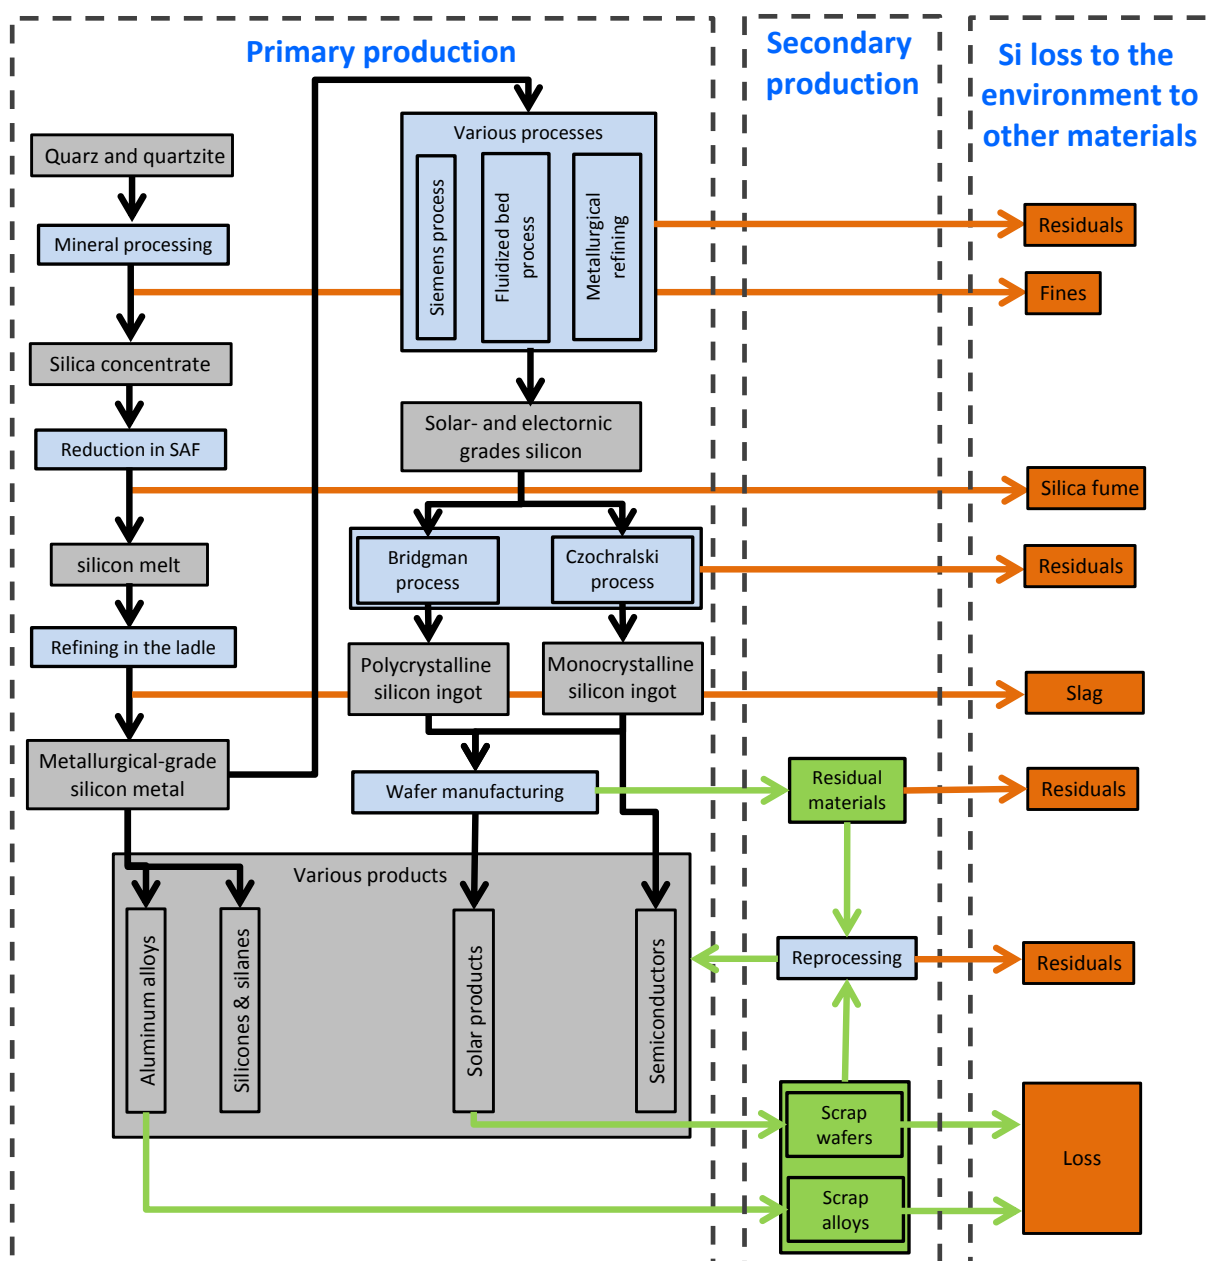 Primary production
Secondary
production
Si loss to the
environment to
other materials
Quarz and quartzite
Mineral processing
Silica concentrate
Reduction in SAF
silicon melt
Refining in the ladle
Metallurgical-grade
silicon metal
Various processes
Siemens process
Fluidized bed
process
Metallurgical
refining
Solar- and electornic
grades silicon
Bridgman
process
Czochralski
process
Polycrystalline
silicon ingot
Monocrystalline
silicon ingot
Wafer manufacturing
Various products
Aluminum alloys
Silicones & silanes
Solar products
Semiconductors
Residual
materials
Reprocessing
Scrap
wafers
Scrap
alloys
Residuals
Fines
Silica fume
Residuals
Slag
Residuals
Residuals
Loss